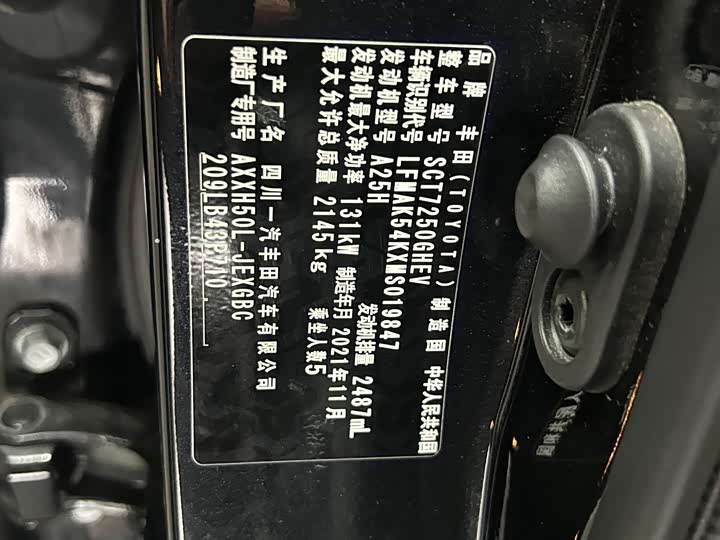 品牌 丰田(TOYOTA) 制造国 中华人民共和国
整车型号 SCT7250GHEV
车辆识别代号 LFMAK54KXMS019847
发动机型号 A25H 发动机排量 2487mL
发动机最大净功率 131kW 制造年月 2021年11月
最大允许总质量 2145kg 乘坐人数5
生产厂名 四川一汽丰田汽车有限公司
制造厂专用号 AXXH50L-JEXGBC
209LB43B710